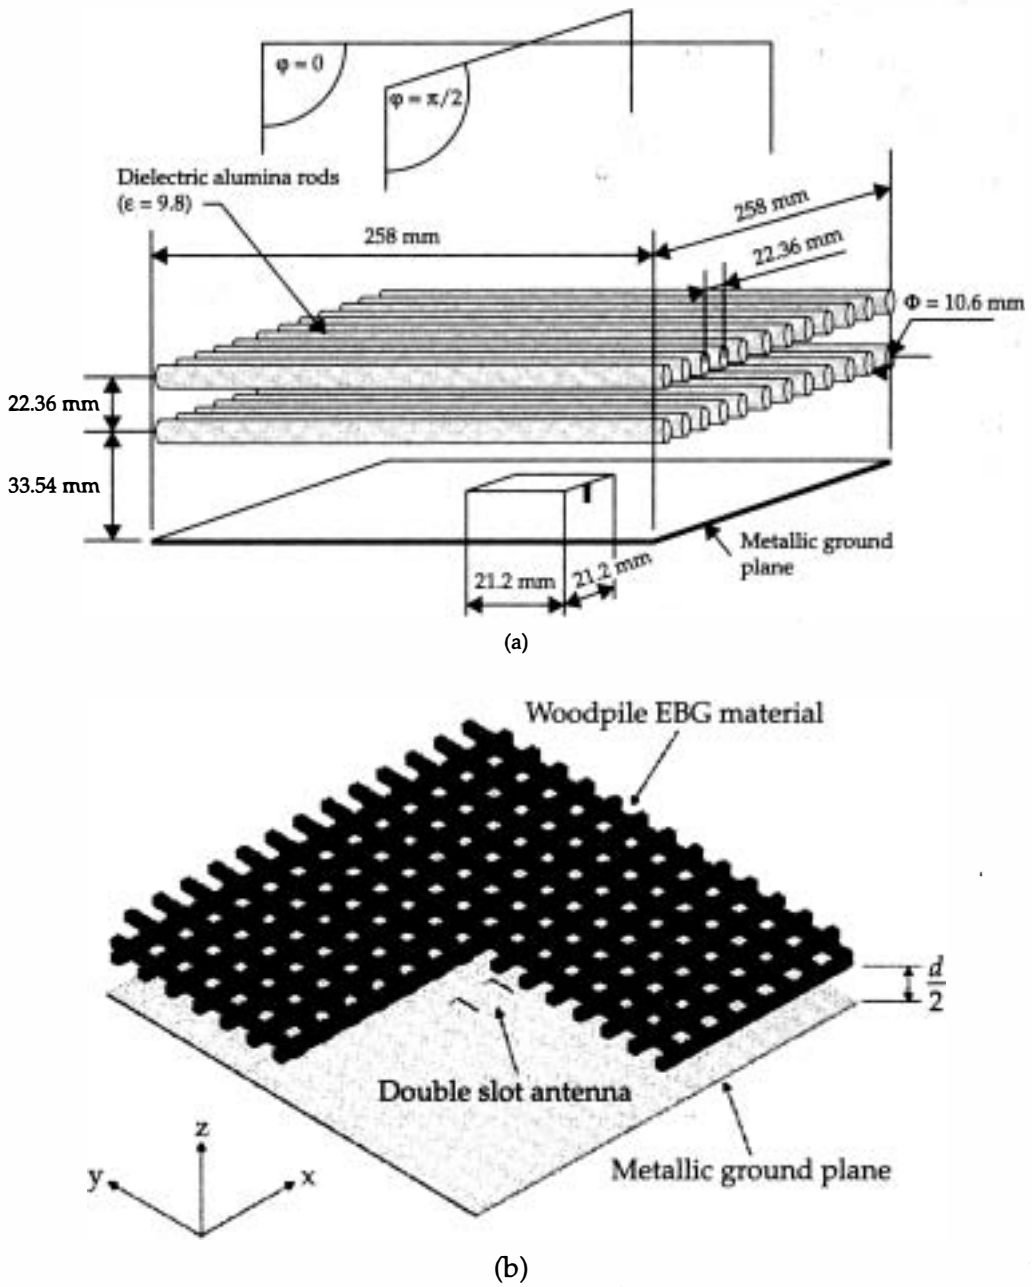 φ = 0
φ = π/2
Dielectric alumina rods
(ε = 9.8)
258 mm
258 mm
22.36 mm
Φ = 10.6 mm
22.36 mm
33.54 mm
Metallic ground
plane
21.2 mm
21.2 mm
(a)
Woodpile EBG material
d
2
Double slot antenna
Metallic ground plane
z
y
x
(b)